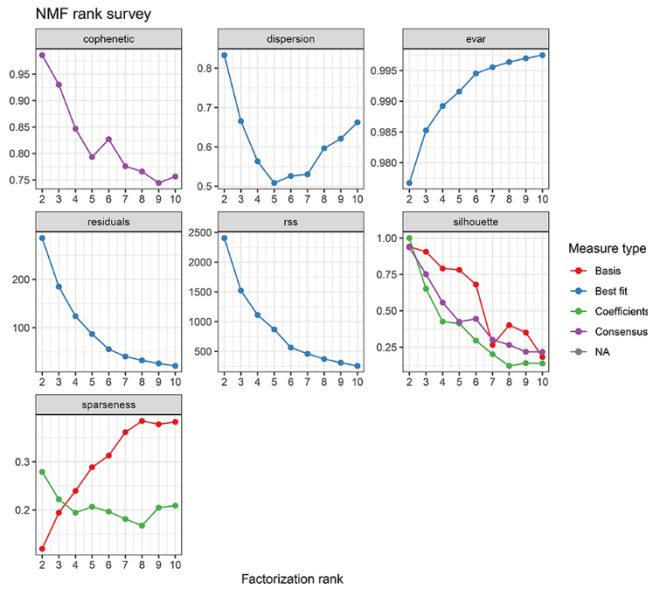 NMF rank survey
cophenetic
dispersion
evar
0.95
0.90
0.85
0.80
0.75
2 3 4 5 6 7 8 9 10
0.8
0.7
0.6
0.5
2 3 4 5 6 7 8 9 10
0.995
0.990
0.985
0.980
2 3 4 5 6 7 8 9 10
residuals
rss
silhouette
200
100
2 3 4 5 6 7 8 9 10
2500
2000
1500
1000
500
2 3 4 5 6 7 8 9 10
1.00
0.75
0.50
0.25
2 3 4 5 6 7 8 9 10
Measure type
Basis
Best fit
Coefficients
Consensus
NA
sparseness
0.3
0.2
2 3 4 5 6 7 8 9 10
Factorization rank